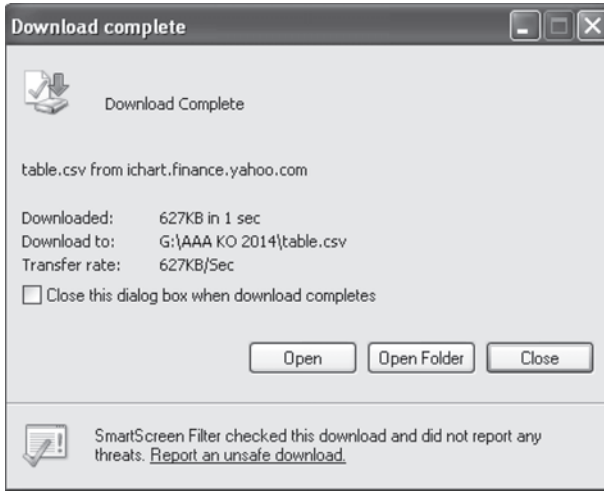 Download complete
Download Complete
table.csv from ichart.finance.yahoo.com
Downloaded: 627KB in 1 sec
Download to: G:\AAA KO 2014\table.csv
Transfer rate: 627KB/Sec
Close this dialog box when download completes
Open Open Folder Close
SmartScreen Filter checked this download and did not report any
threats. Report an unsafe download.